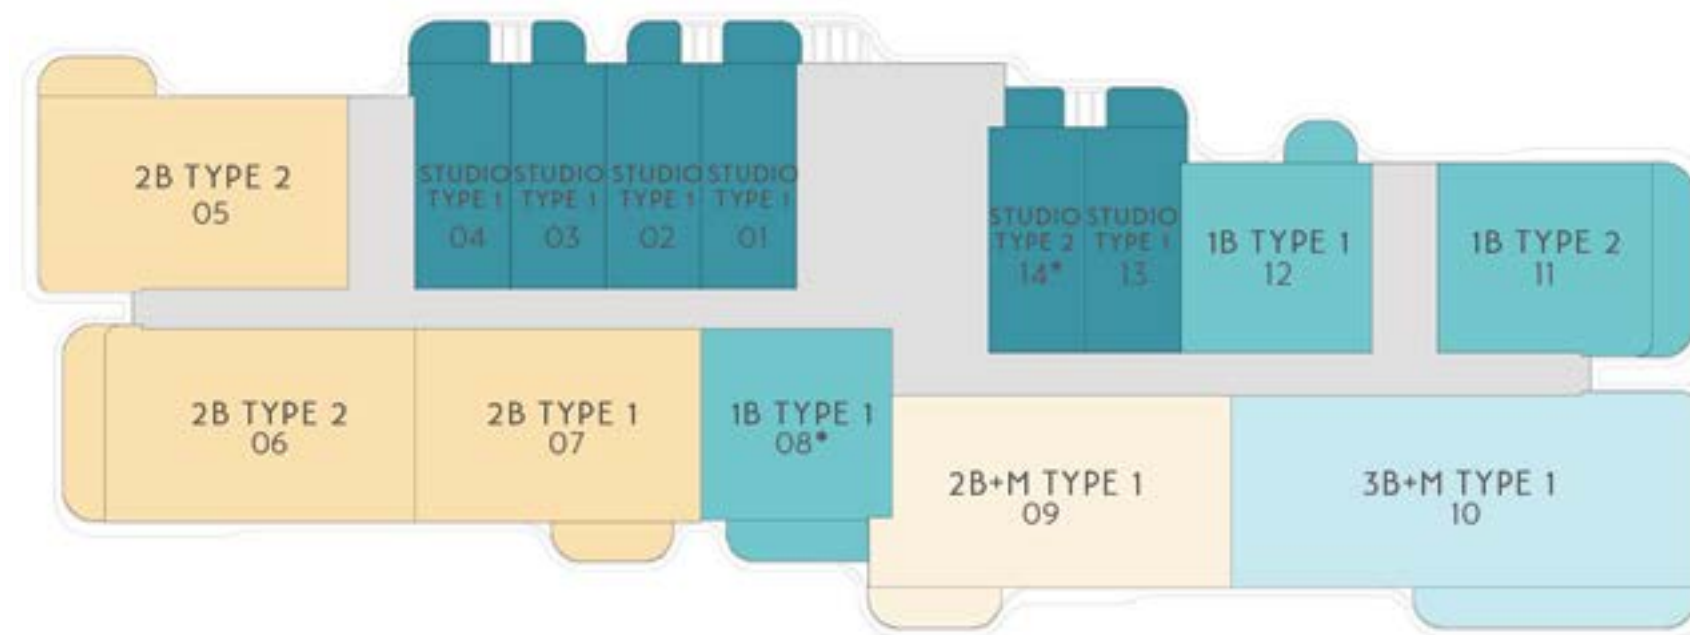 2B TYPE 2
05
STUDIO
TYPE 1
04
STUDIO
TYPE 1
03
STUDIO
TYPE 1
02
STUDIO
TYPE 1
01
STUDIO
TYPE 2
14*
STUDIO
TYPE 1
13
1B TYPE 1
12
1B TYPE 2
11
2B TYPE 2
06
2B TYPE 1
07
1B TYPE 1
08*
2B+M TYPE 1
09
3B+M TYPE 1
10